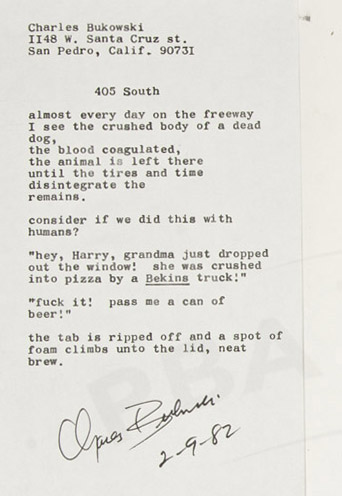 Charles Bukowski
1148 W. Santa Cruz st.
San Pedro, Calif. 90731
405 South
almost every day on the freeway
I see the crushed body of a dead
dog,
the blood coagulated,
the animal is left there
until the tires and time
disintegrate the
remains.
consider if we did this with
humans?
"hey, Harry, grandma just dropped
out the window!  she was crushed
into pizza by a Bekins truck!"
"fuck it!  pass me a can of
beer!"
the tab is ripped off and a spot of
foam climbs unto the lid, neat
brew.
Charles Bukowski
2-9-82
RBA